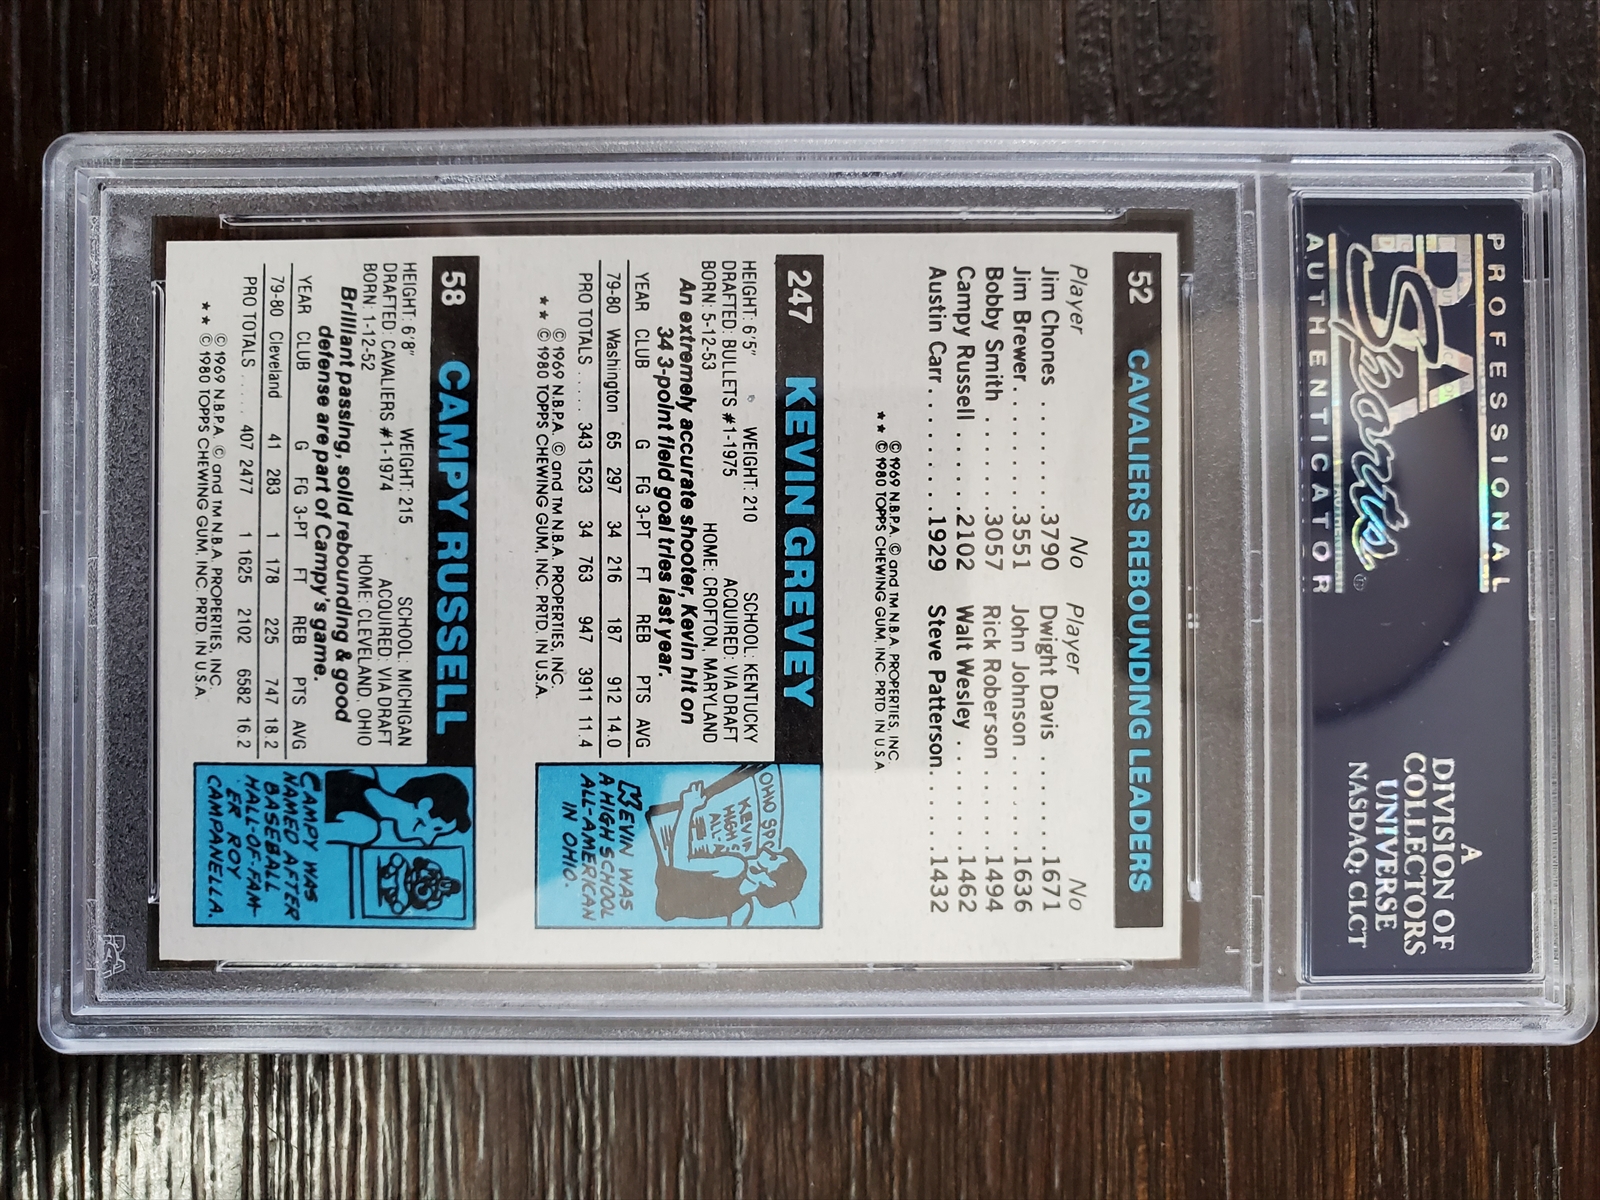 PROFESSIONAL
PSA
Sports®
AUTHENTICATOR
A
DIVISION OF
COLLECTORS
UNIVERSE
NASDAQ; CLCT
52 CAVALIERS REBOUNDING LEADERS
Player No Player No
Jim Chones .......3790 Dwight Davis ......1671
Jim Brewer.........3551 John Johnson .....1636
Bobby Smith .......3057 Rick Roberson .....1494
Campy Russell .....2102 Walt Wesley .......1462
Austin Carr ........1929 Steve Patterson.....1432
© 1969 N.B.P.A. © and TM N.B.A. PROPERTIES, INC.
★★ © 1980 TOPPS CHEWING GUM, INC. PRTD. IN U.S.A.
247 KEVIN GREVEY
HEIGHT: 6'5" WEIGHT: 210 SCHOOL: KENTUCKY
DRAFTED: BULLETS #1-1975 ACQUIRED: VIA DRAFT
BORN: 5-12-53 HOME: CROFTON, MARYLAND
An extremely accurate shooter, Kevin hit on
34 3-point field goal tries last year.
YEAR CLUB G FG 3-PT FT REB PTS AVG
79-80 Washington 65 297 34 216 187 912 14.0
PRO TOTALS ..... 343 1523 34 763 947 3911 11.4
© 1969 N.B.P.A. © and TM N.B.A. PROPERTIES, INC.
★★ © 1980 TOPPS CHEWING GUM, INC. PRTD. IN U.S.A.
OHIO SP
KEVIN
HIGH S
ALL-A
KEVIN WAS
A HIGH SCHOOL
ALL-AMERICAN
IN OHIO.
58 CAMPY RUSSELL
HEIGHT: 6'8" WEIGHT: 215 SCHOOL: MICHIGAN
DRAFTED: CAVALIERS #1-1974 ACQUIRED: VIA DRAFT
BORN: 1-12-52 HOME: CLEVELAND, OHIO
Brilliant passing, solid rebounding & good
defense are part of Campy's game.
YEAR CLUB G FG 3-PT FT REB PTS AVG
79-80 Cleveland 41 283 1 178 225 747 18.2
PRO TOTALS ..... 407 2477 1 1625 2102 6582 16.2
© 1969 N.B.P.A. © and TM N.B.A. PROPERTIES, INC.
★★ © 1980 TOPPS CHEWING GUM, INC. PRTD. IN U.S.A.
CAMPY WAS
NAMED AFTER
BASEBALL
HALL-OF-FAM-
ER ROY
CAMPANELLA.
PSA